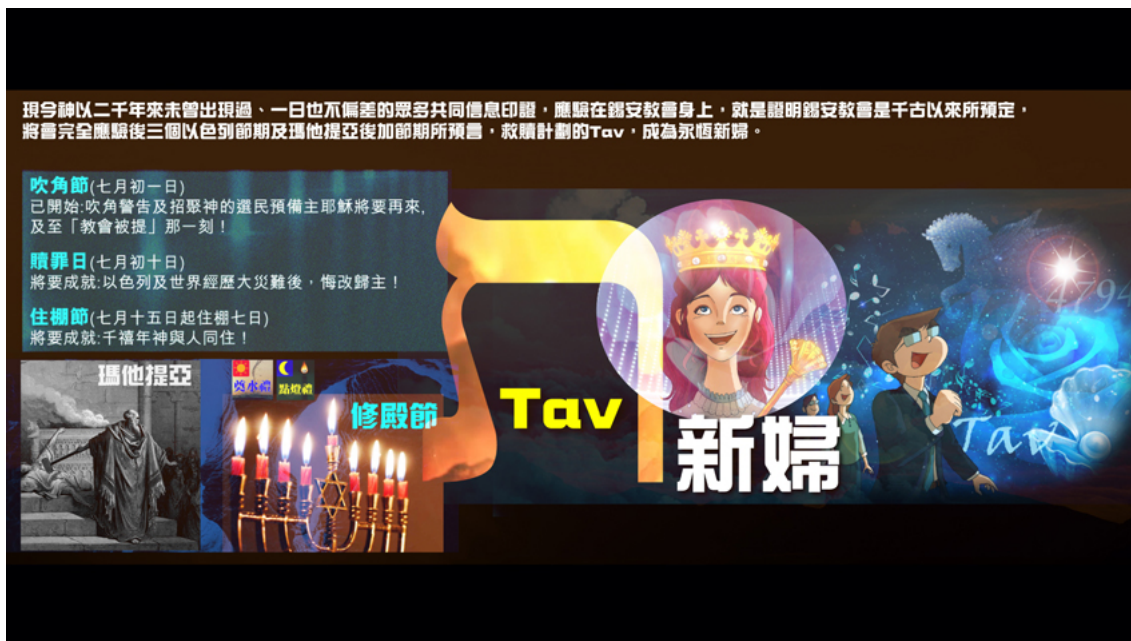 現今神以二千年來未曾出現過、一日也不偏差的眾多共同信息印證，應驗在錫安教會身上，就是證明錫安教會是千古以來所預定，
將會完全應驗後三個以色列節期及瑪他提亞後加節期所預言，救贖計劃的Tav，成為永恆新婦。
吹角節(七月初一日)
已開始:吹角警告及招聚神的選民預備主耶穌將要再來,
及至「教會被提」那一刻！
贖罪日(七月初十日)
將要成就:以色列及世界經歷大災難後，悔改歸主！
住棚節(七月十五日起住棚七日)
將要成就:千禧年神與人同住！
瑪他提亞
奠水禮
點燈禮
修殿節
ת
Tav
新婦
4794
Tav